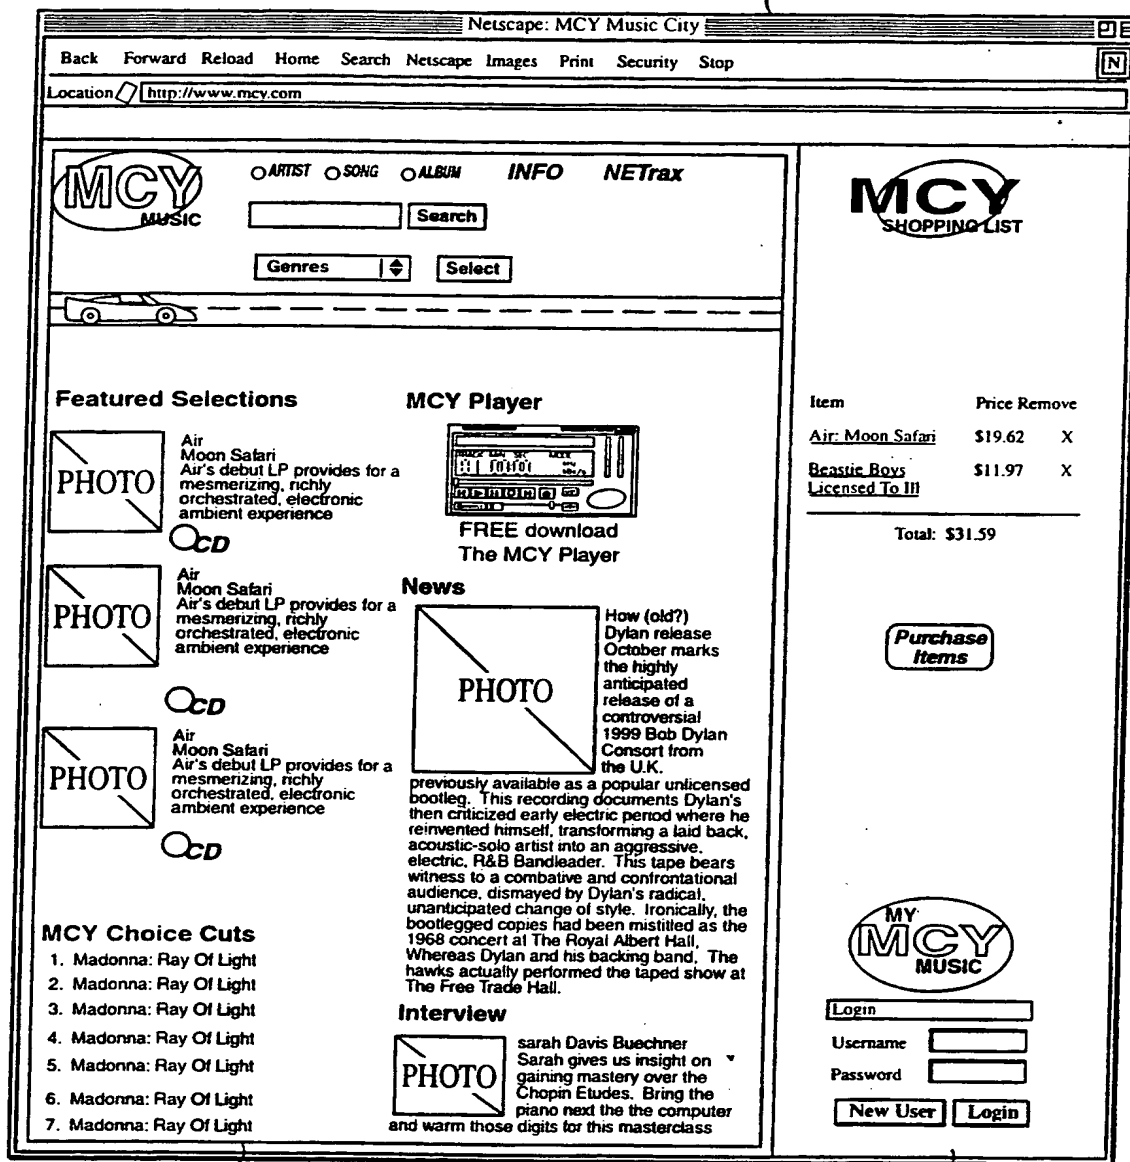 Netscape: MCY Music City
Back Forward Reload Home Search Netscape Images Print Security Stop
N
Location http://www.mcy.com
MCY
MUSIC
ARTIST SONG ALBUM INFO NETrax
Search
Genres Select
Featured Selections
PHOTO
Air
Moon Safari
Air's debut LP provides for a
mesmerizing, richly
orchestrated, electronic
ambient experience
CD
PHOTO
Air
Moon Safari
Air's debut LP provides for a
mesmerizing, richly
orchestrated, electronic
ambient experience
CD
PHOTO
Air
Moon Safari
Air's debut LP provides for a
mesmerizing, richly
orchestrated, electronic
ambient experience
CD
MCY Choice Cuts
1. Madonna: Ray Of Light
2. Madonna: Ray Of Light
3. Madonna: Ray Of Light
4. Madonna: Ray Of Light
5. Madonna: Ray Of Light
6. Madonna: Ray Of Light
7. Madonna: Ray Of Light
MCY Player
TRACK MIN SEC MODE
FREE download
The MCY Player
News
PHOTO
How (old?)
Dylan release
October marks
the highly
anticipated
release of a
controversial
1999 Bob Dylan
Consort from
the U.K.
previously available as a popular unlicensed
bootleg. This recording documents Dylan's
then criticized early electric period where he
reinvented himself, transforming a laid back,
acoustic-solo artist into an aggressive,
electric, R&B Bandleader. This tape bears
witness to a combative and confrontational
audience, dismayed by Dylan's radical,
unanticipated change of style. Ironically, the
bootlegged copies had been mistitled as the
1968 concert at The Royal Albert Hall,
Whereas Dylan and his backing band, The
hawks actually performed the taped show at
The Free Trade Hall.
Interview
PHOTO
sarah Davis Buechner
Sarah gives us insight on
gaining mastery over the
Chopin Etudes. Bring the
piano next the the computer
and warm those digits for this masterclass
MCY
SHOPPING LIST
Item Price Remove
Air: Moon Safari $19.62 X
Beastie Boys $11.97 X
Licensed To Ill
Total: $31.59
Purchase
Items
MY
MCY
MUSIC
Login
Username
Password
New User Login